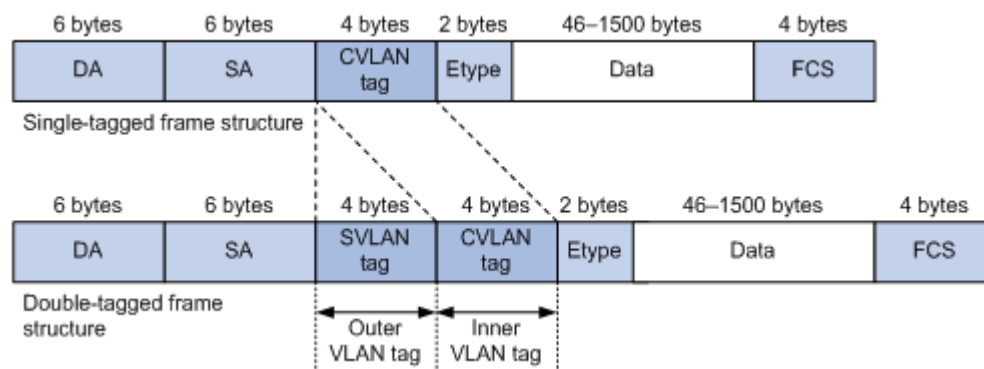 6 bytes 6 bytes 4 bytes 2 bytes 46–1500 bytes 4 bytes
DA SA CVLAN tag Etype Data FCS
Single-tagged frame structure
6 bytes 6 bytes 4 bytes 4 bytes 2 bytes 46–1500 bytes 4 bytes
DA SA SVLAN tag CVLAN tag Etype Data FCS
Double-tagged frame
structure
Outer
VLAN tag
Inner
VLAN tag